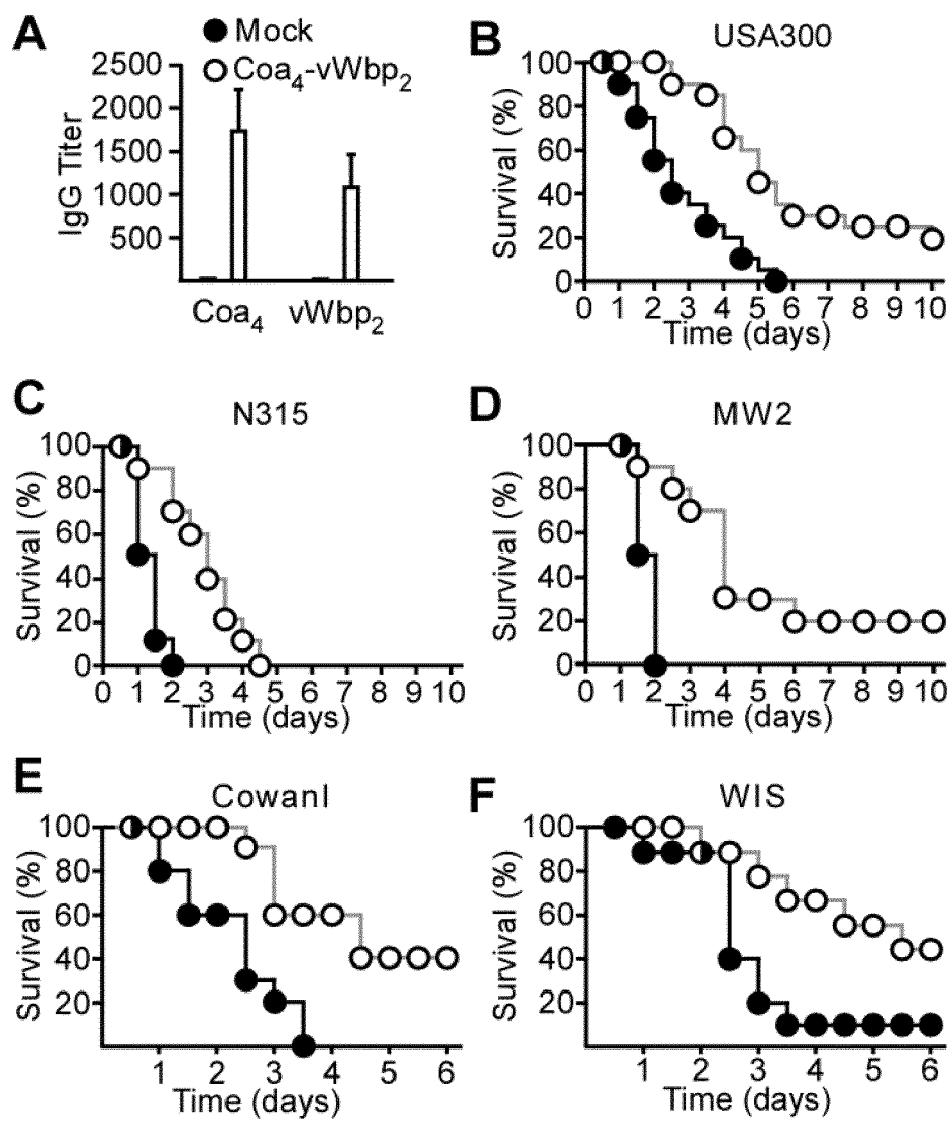 A
Mock
Coa4-vWbp2
2500
2000
1500
1000
500
IgG Titer
Coa4 vWbp2
B
USA300
100
80
60
40
20
0
Survival (%)
0 1 2 3 4 5 6 7 8 9 10
Time (days)
C
N315
100
80
60
40
20
0
Survival (%)
0 1 2 3 4 5 6 7 8 9 10
Time (days)
D
MW2
100
80
60
40
20
0
Survival (%)
0 1 2 3 4 5 6 7 8 9 10
Time (days)
E
CowanI
100
80
60
40
20
Survival (%)
1 2 3 4 5 6
Time (days)
F
WIS
100
80
60
40
20
Survival (%)
1 2 3 4 5 6
Time (days)